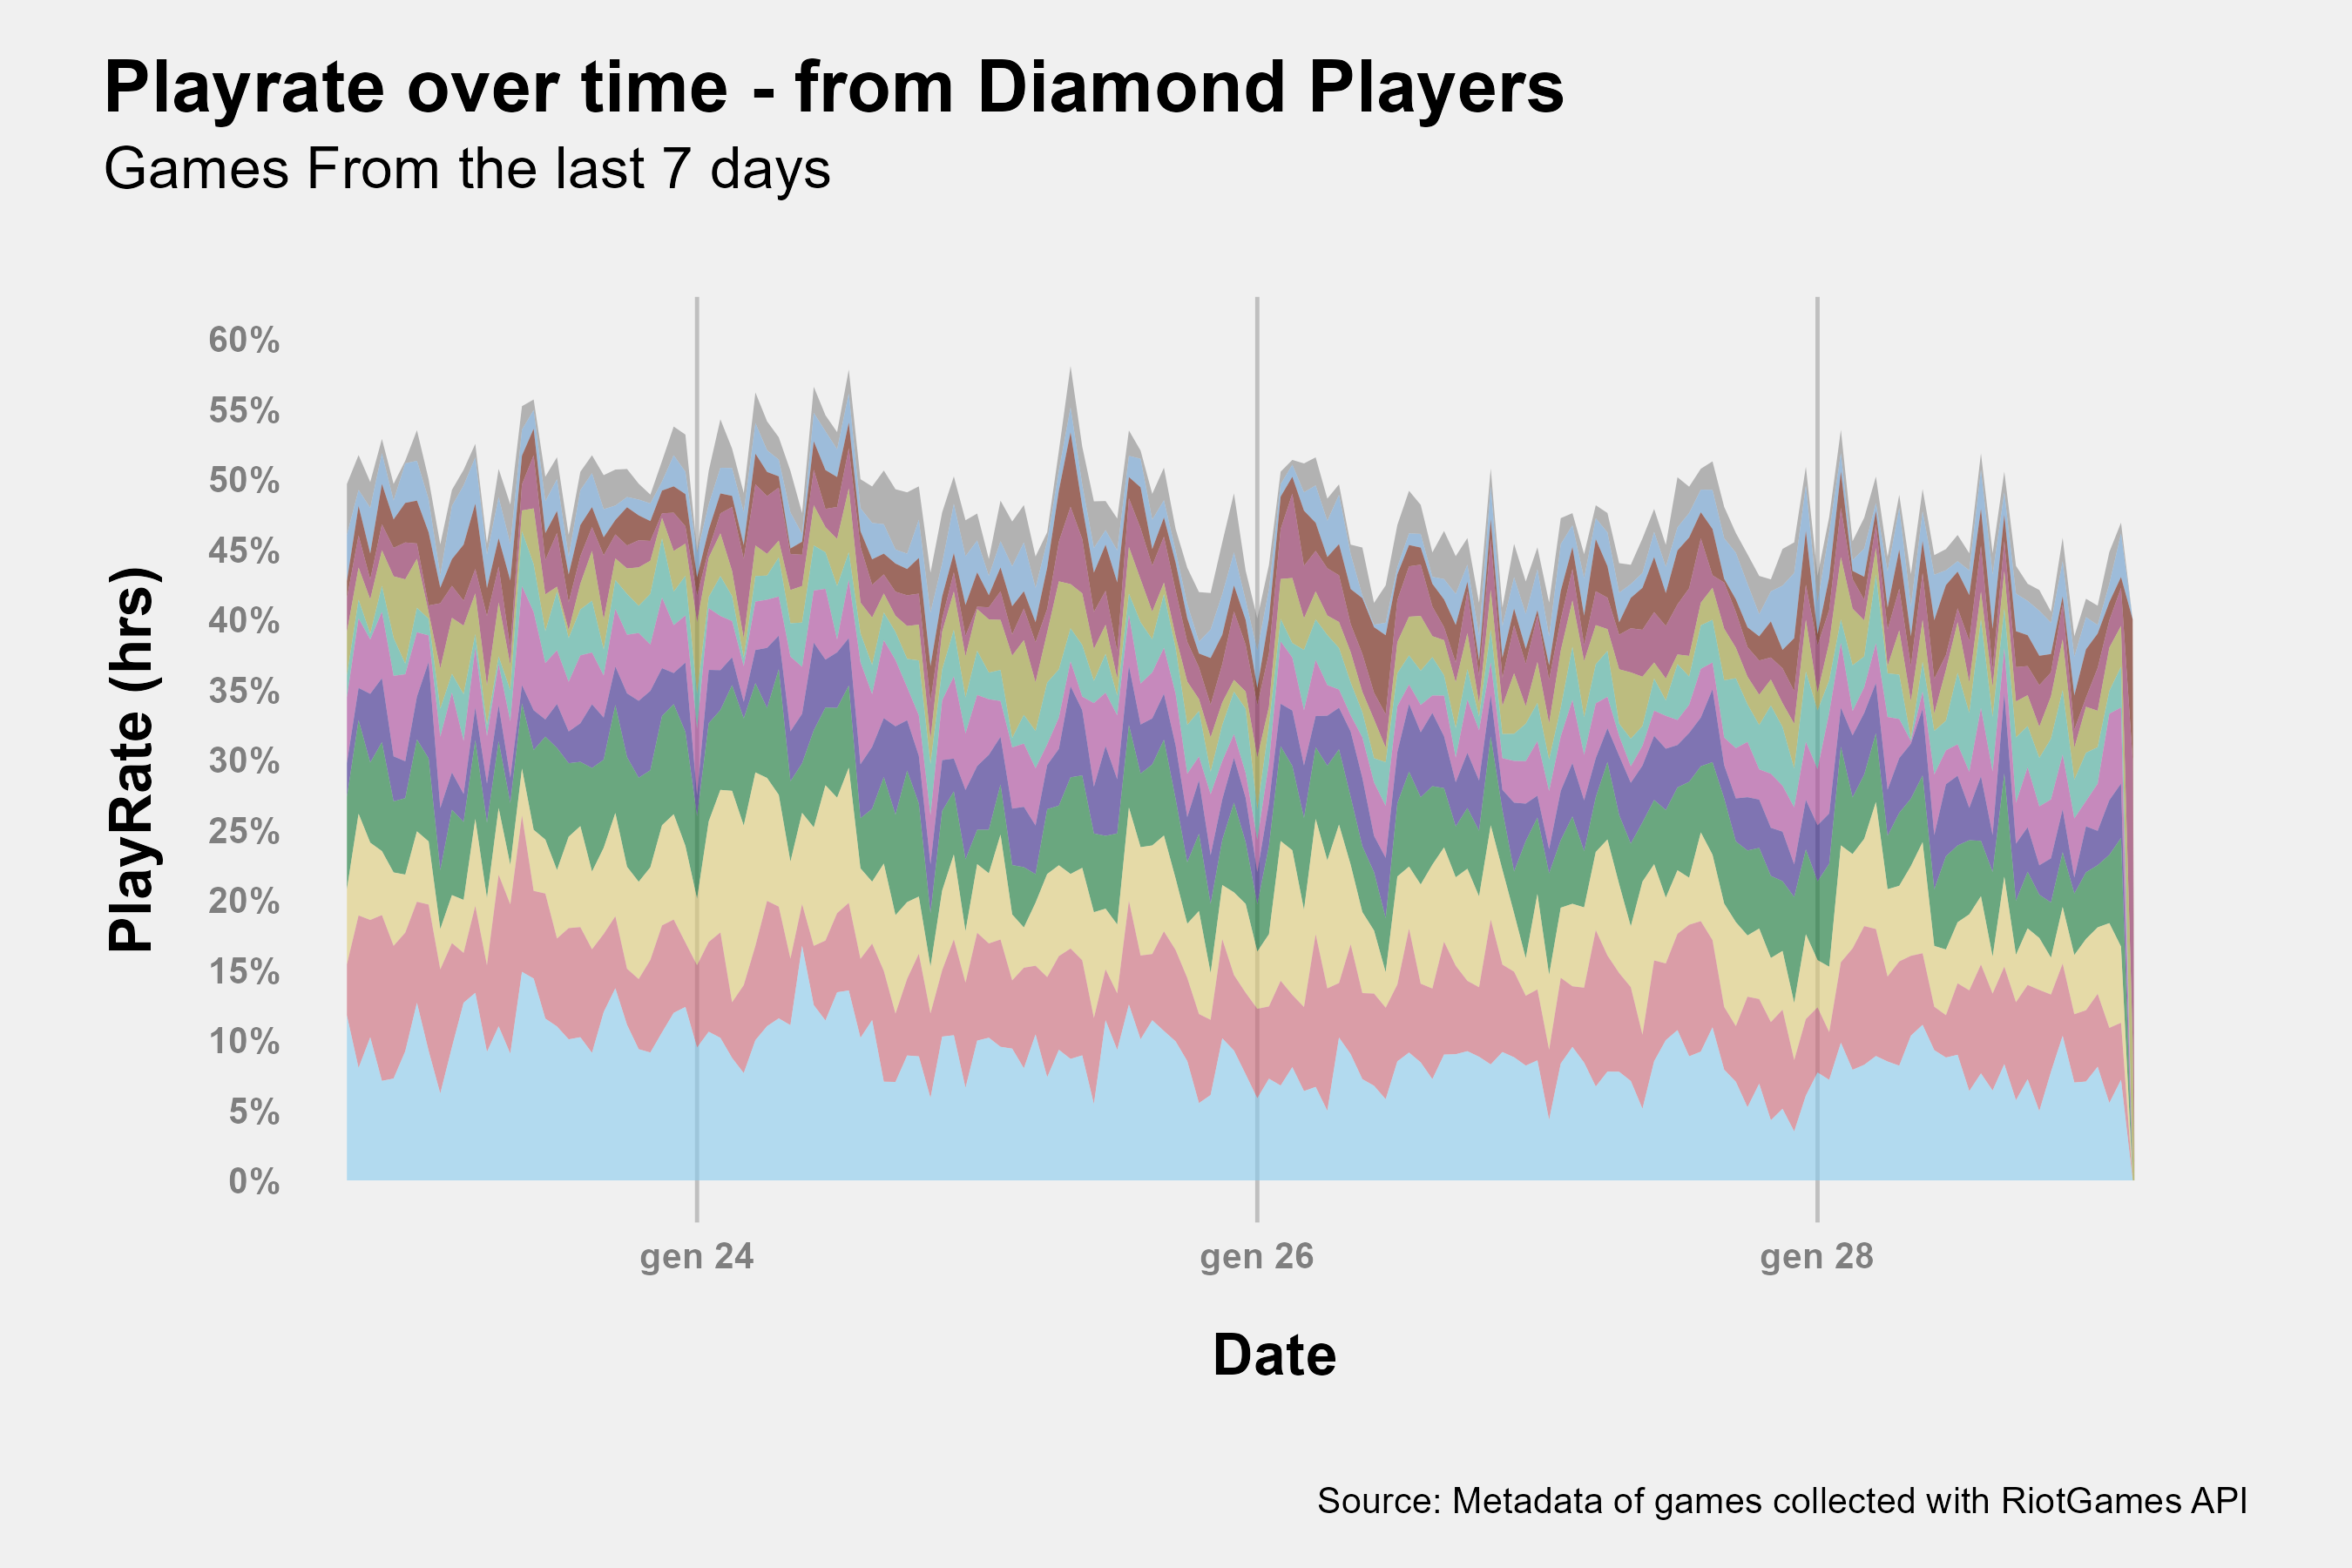 Playrate over time - from Diamond Players
Games From the last 7 days
PlayRate (hrs)
60%
55%
50%
45%
40%
35%
30%
25%
20%
15%
10%
5%
0%
gen 24
gen 26
gen 28
Date
Source: Metadata of games collected with RiotGames API